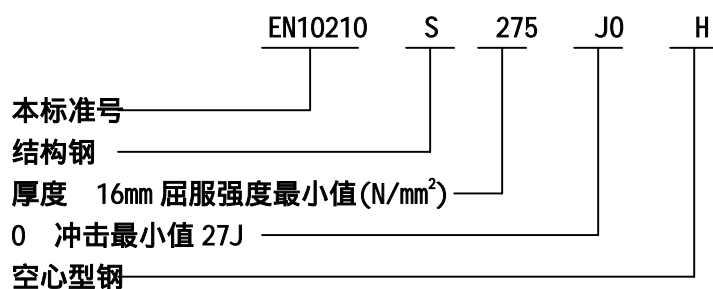 EN10210 S 275 J0 H
本标准号
结构钢
厚度 16mm 屈服强度最小值(N/mm²)
0 冲击最小值 27J
空心型钢